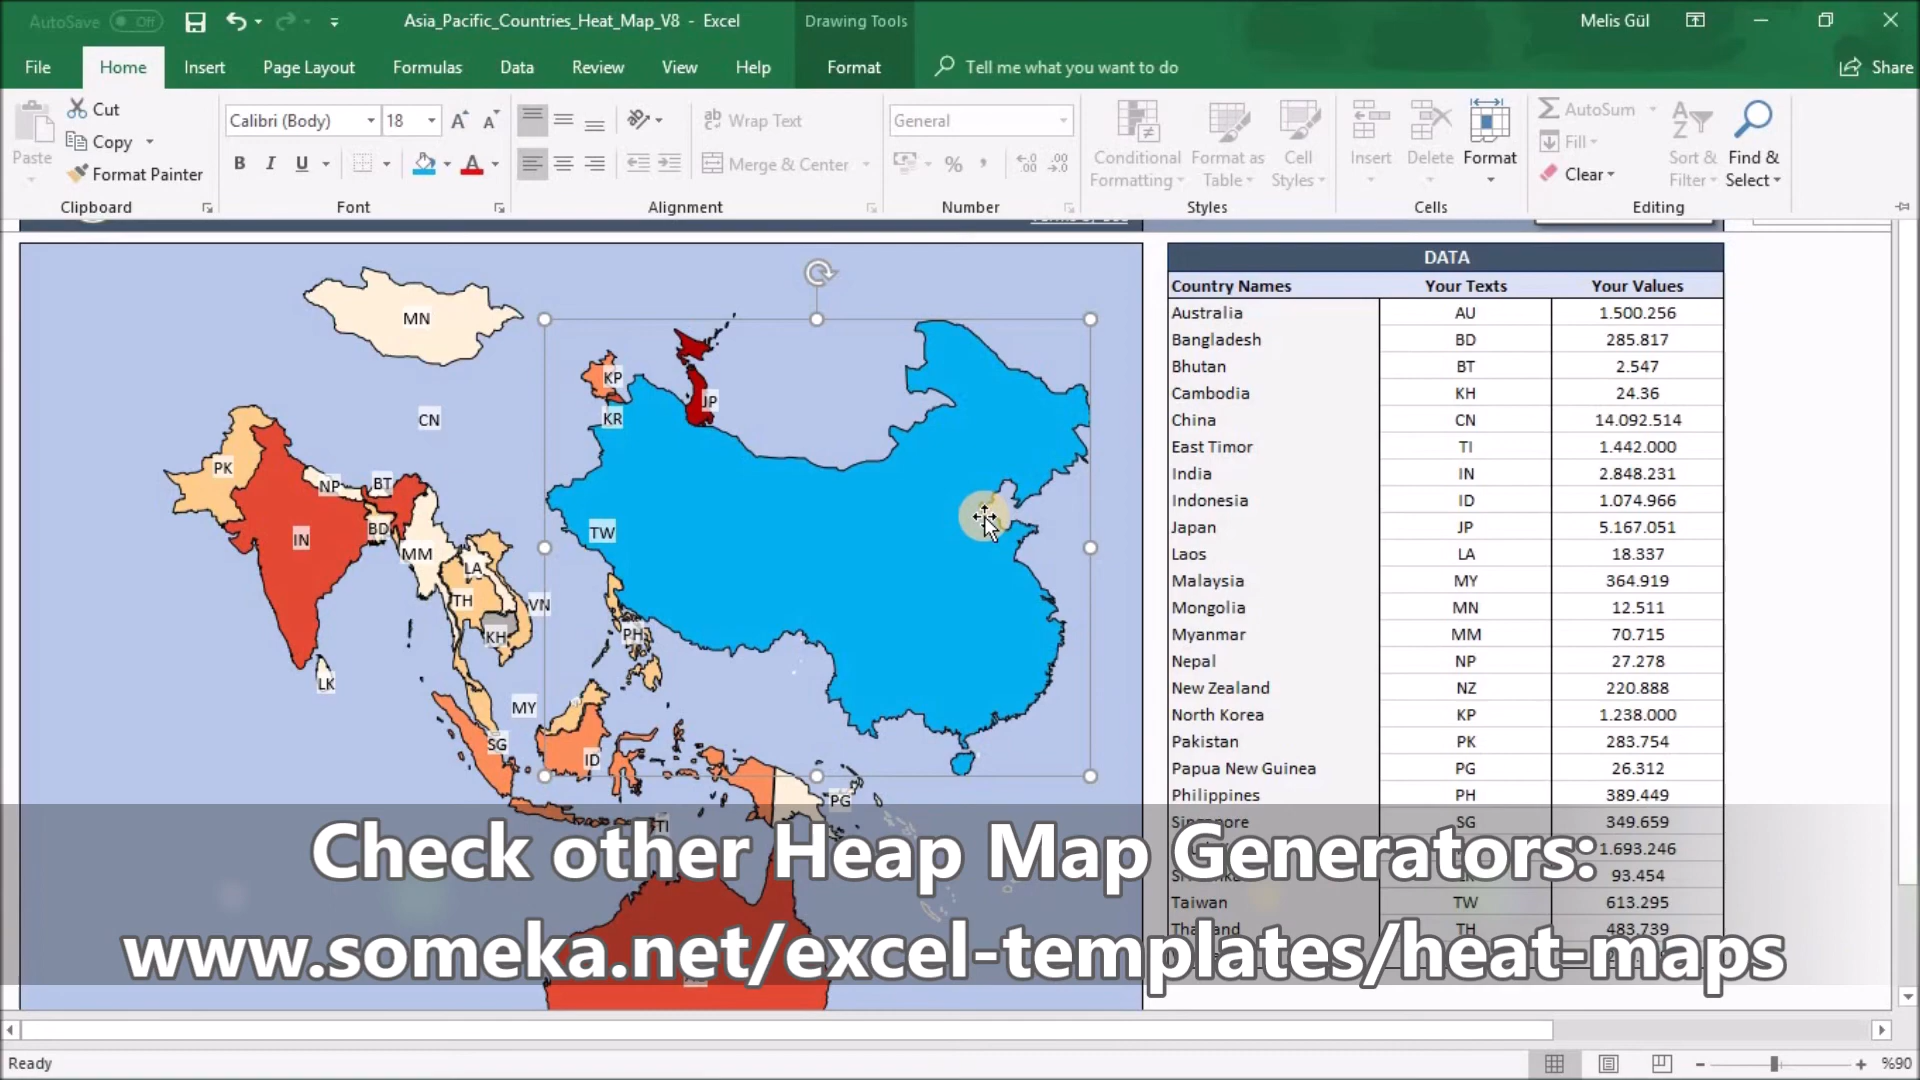 AutoSave Off
Asia_Pacific_Countries_Heat_Map_V8 - Excel
Drawing Tools
Melis Gül
File Home Insert Page Layout Formulas Data Review View Help Format
Tell me what you want to do
Share
Paste
Cut
Copy
Format Painter
Clipboard
Calibri (Body) 18
B I U
Font
Wrap Text
Merge & Center
Alignment
General
%
Number
Conditional Formatting
Format as Table
Cell Styles
Styles
Insert
Delete
Format
Cells
AutoSum
Fill
Clear
Sort & Filter
Find & Select
Editing
MN
KP
JP
CN
KR
PK
NP
BT
BD
IN
MM
TW
LA
TH
VN
KH
PH
LK
MY
SG
ID
PG
TI
DATA
Country Names Your Texts Your Values
Australia AU 1.500.256
Bangladesh BD 285.817
Bhutan BT 2.547
Cambodia KH 24.36
China CN 14.092.514
East Timor TI 1.442.000
India IN 2.848.231
Indonesia ID 1.074.966
Japan JP 5.167.051
Laos LA 18.337
Malaysia MY 364.919
Mongolia MN 12.511
Myanmar MM 70.715
Nepal NP 27.278
New Zealand NZ 220.888
North Korea KP 1.238.000
Pakistan PK 283.754
Papua New Guinea PG 26.312
Philippines PH 389.449
Singapore SG 349.659
1.693.246
93.454
Taiwan TW 613.295
Thailand TH 483.739
Check other Heap Map Generators:
www.someka.net/excel-templates/heat-maps
Ready
%90